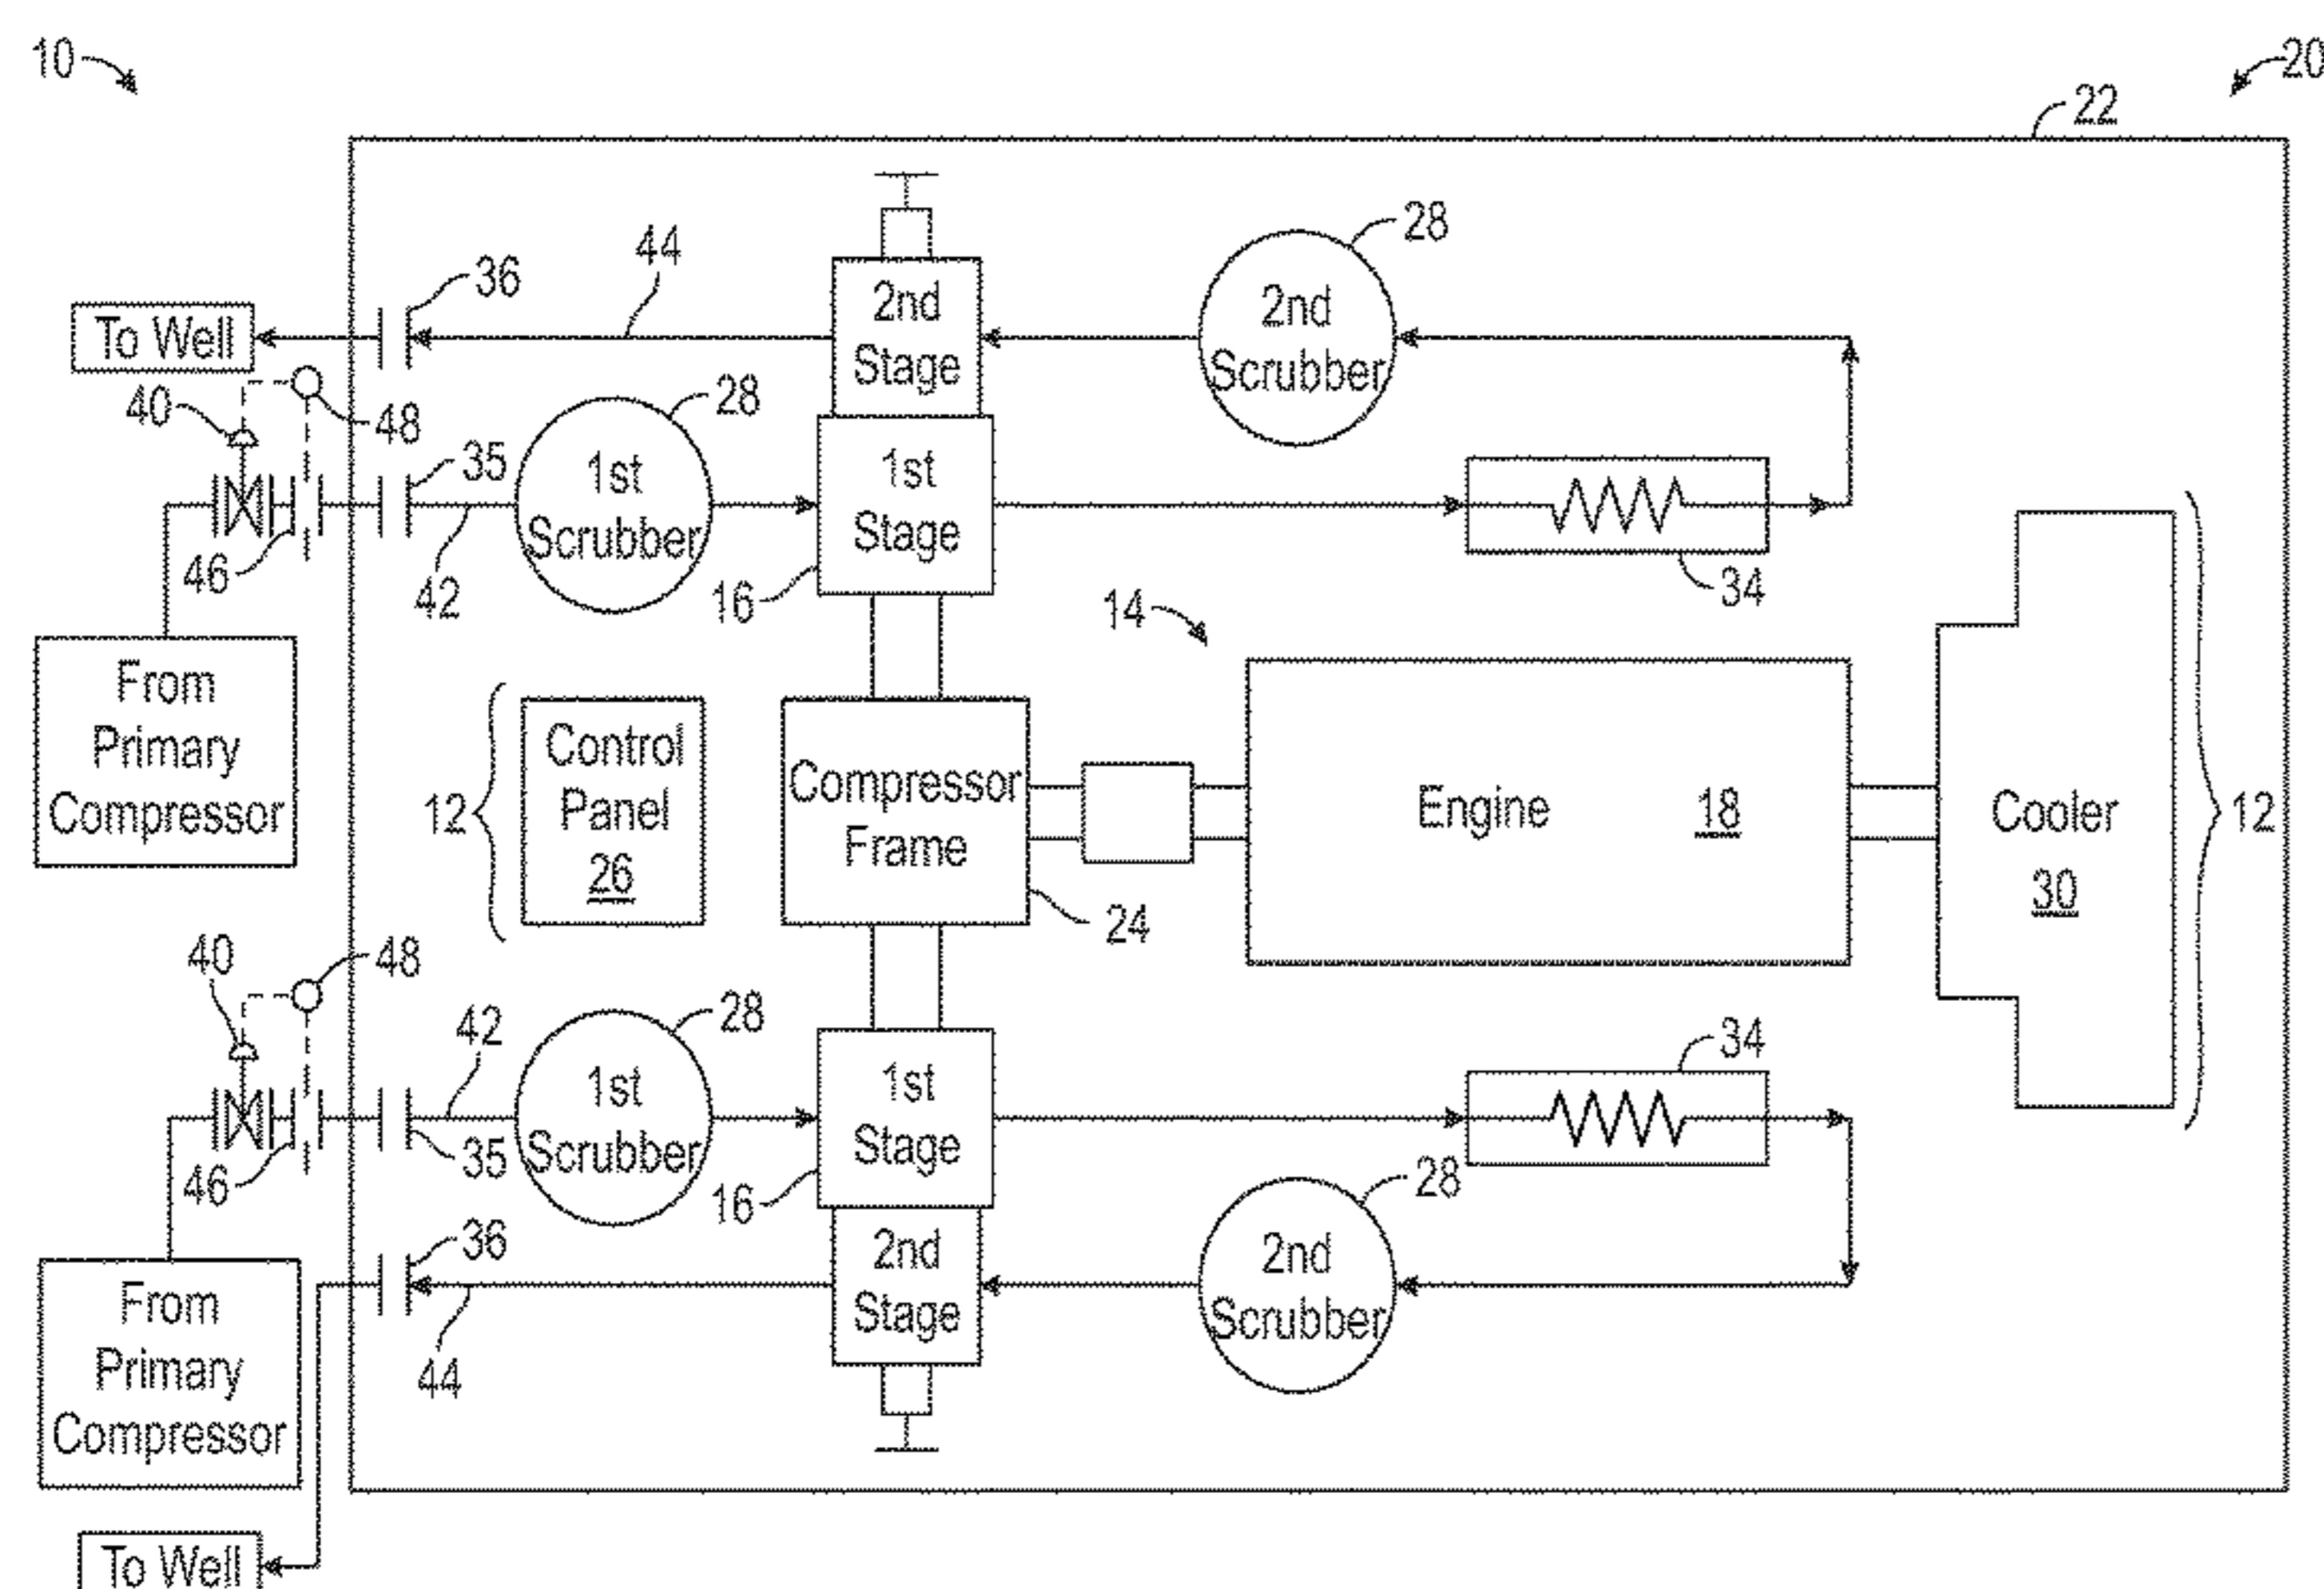 10
20
22
44
36
28
2nd
Stage
2nd
Scrubber
To Well
40
48
28
35
1st
Scrubber
1st
Stage
46
42
16
34
14
From
Primary
Compressor
12
Control
Panel
26
Compressor
Frame
24
Engine 18
Cooler
30
12
40
48
42
28
1st
Scrubber
1st
Stage
34
46
35
16
28
36
2nd
Stage
2nd
Scrubber
From
Primary
Compressor
44
To Well